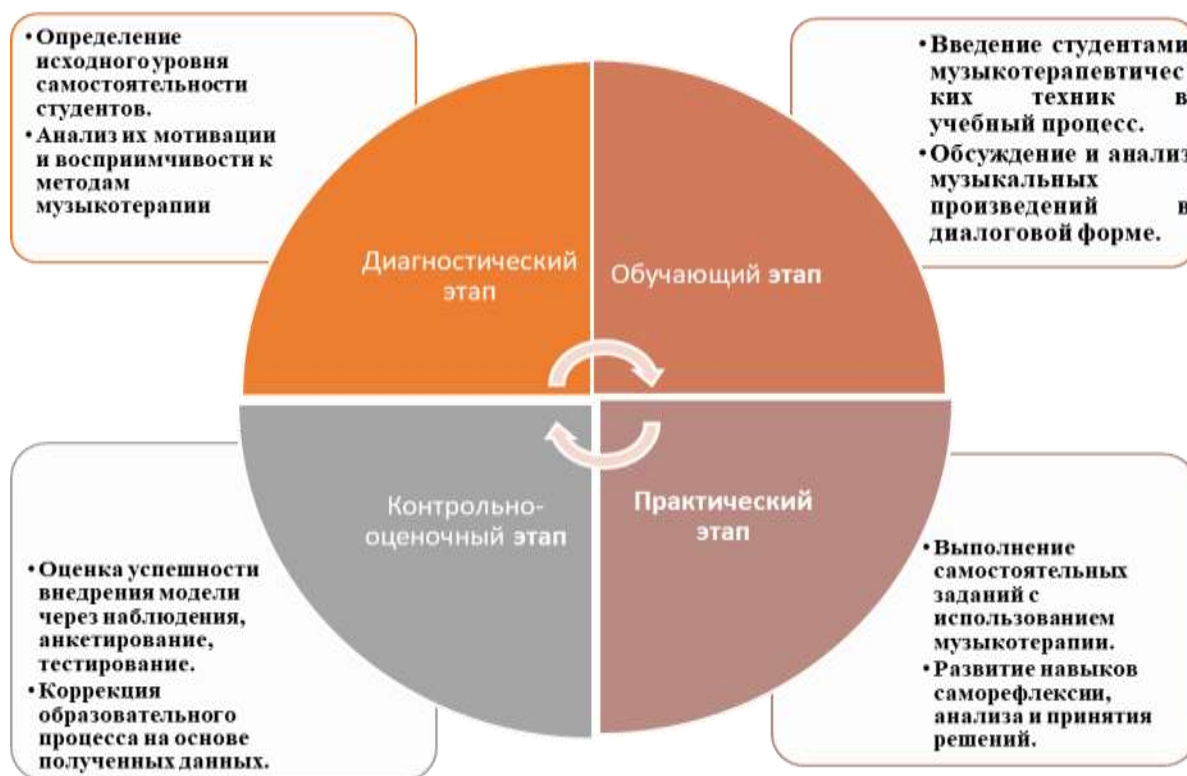 • Определение
исходного уровня
самостоятельности
студентов.
• Анализ их мотивации
и восприимчивости к
методам
музыкотерапии
• Введение студентами
музыкотерапевтичес
ких техник в
учебный процесс.
• Обсуждение и анализ
музыкальных
произведений в
диалоговой форме.
Диагностический
этап
Обучающий этап
Контрольно-
оценочный этап
Практический
этап
• Оценка успешности
внедрения модели
через наблюдения,
анкетирование,
тестирование.
• Коррекция
образовательного
процесса на основе
полученных данных.
• Выполнение
самостоятельных
заданий с
использованием
музыкотерапии.
• Развитие навыков
саморефлексии,
анализа и принятия
решений.